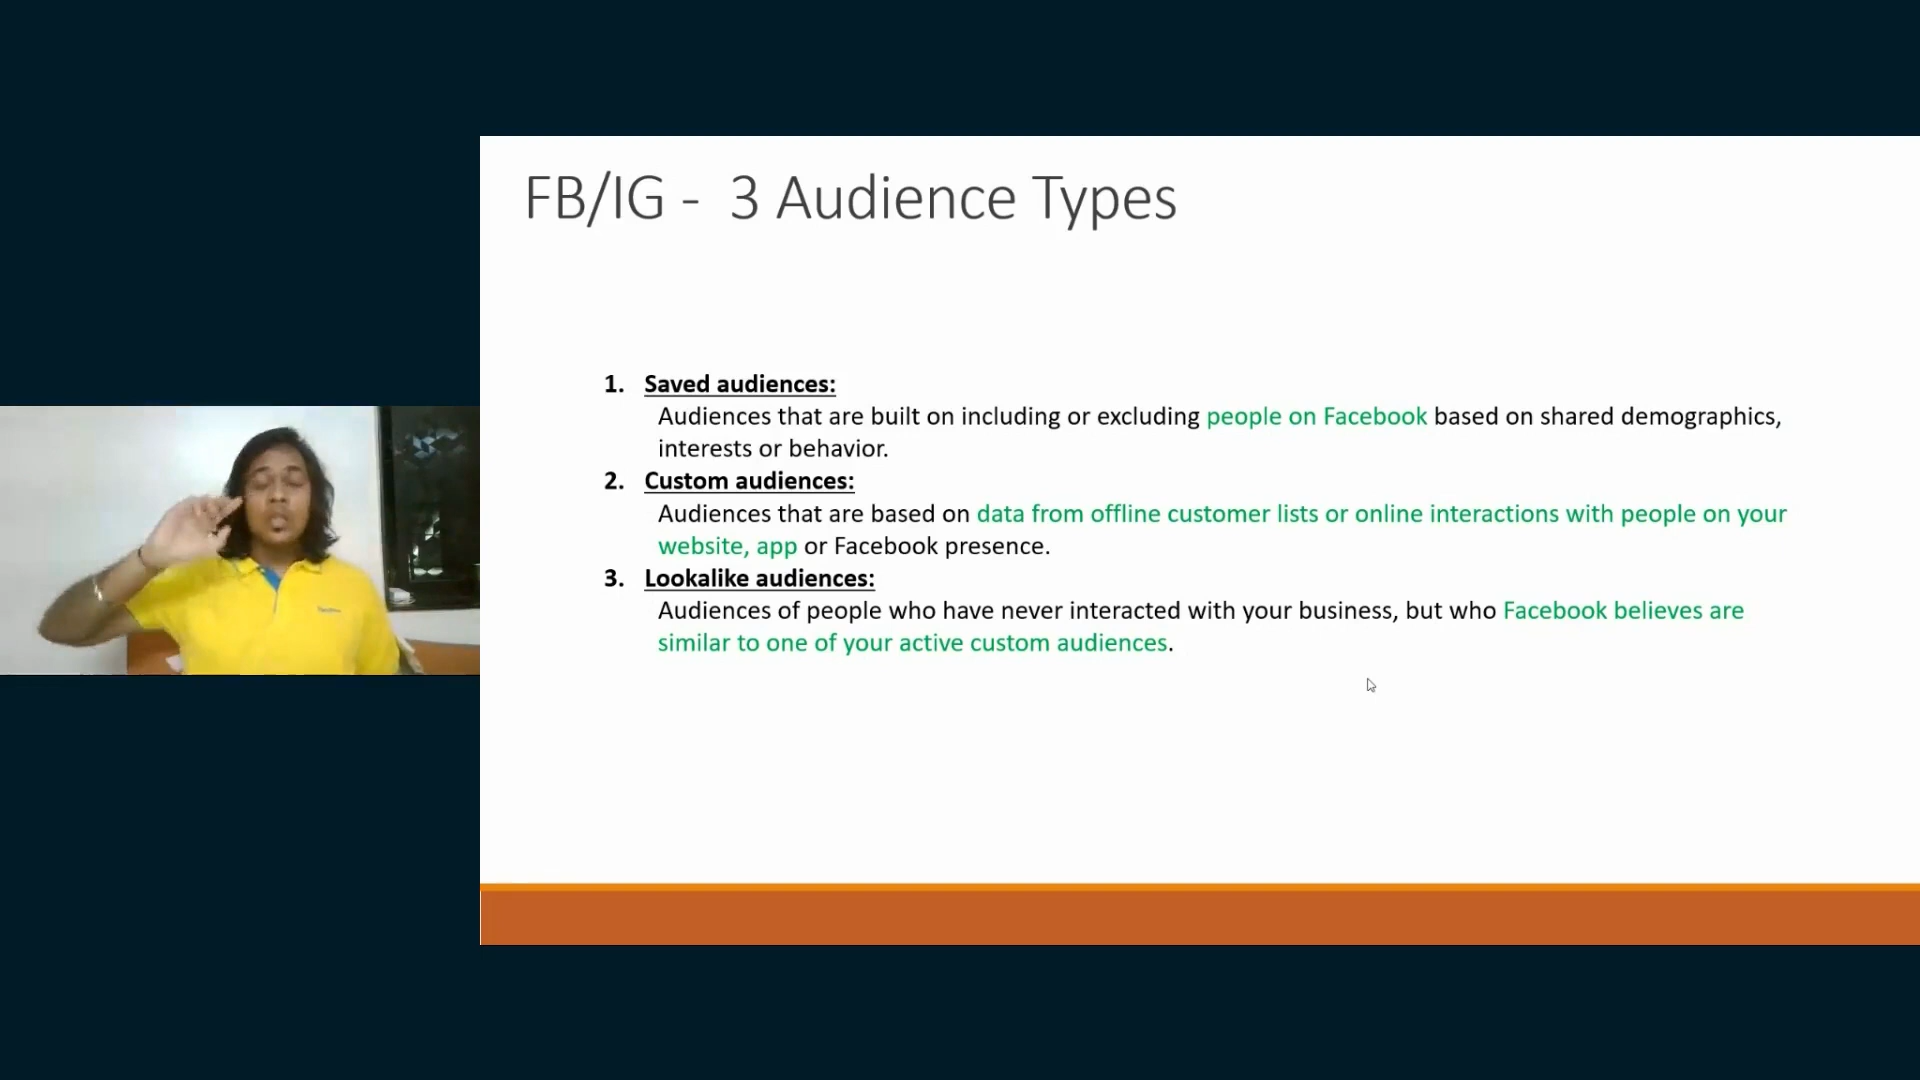 FB/IG - 3 Audience Types
1. Saved audiences:
Audiences that are built on including or excluding people on Facebook based on shared demographics,
interests or behavior.
2. Custom audiences:
Audiences that are based on data from offline customer lists or online interactions with people on your
website, app or Facebook presence.
3. Lookalike audiences:
Audiences of people who have never interacted with your business, but who Facebook believes are
similar to one of your active custom audiences.